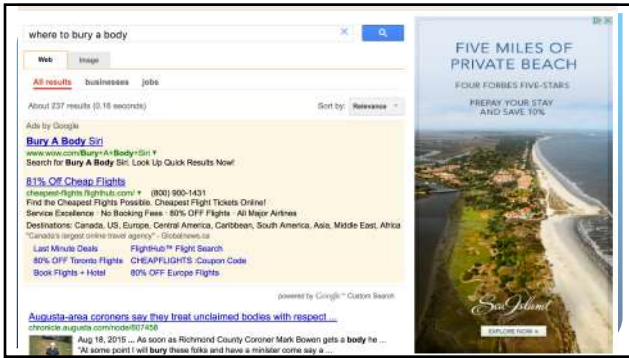 where to bury a body
Web Image
All results businesses jobs
About 237 results (0.16 seconds) Sort by: Relevance
Ads by Google
Bury A Body Siri
www.wow.com/Bury+A+Body+Siri
Search for Bury A Body Siri. Look Up Quick Results Now!
81% Off Cheap Flights
cheapest-flights.flighthub.com/ (800) 900-1431
Find the Cheapest Flights Possible. Cheapest Flight Tickets Online!
Service Excellence · No Booking Fees · 80% OFF Flights · All Major Airlines
Destinations: Canada, US, Europe, Central America, Caribbean, South America, Asia, Middle East, Africa
"Canada's largest online travel agency" - Globalnews.ca
Last Minute Deals FlightHub™ Flight Search
80% OFF Toronto Flights CHEAPFLIGHTS :Coupon Code
Book Flights + Hotel 80% OFF Europe Flights
powered by Google™ Custom Search
Augusta-area coroners say they treat unclaimed bodies with respect ...
chronicle.augusta.com/node/607458
Aug 18, 2015 ... As soon as Richmond County Coroner Mark Bowen gets a body he ...
"At some point I will bury these folks and have a minister come say a ...
FIVE MILES OF
PRIVATE BEACH
FOUR FORBES FIVE-STARS
PREPAY YOUR STAY
AND SAVE 10%
Sea Island
EXPLORE NOW »